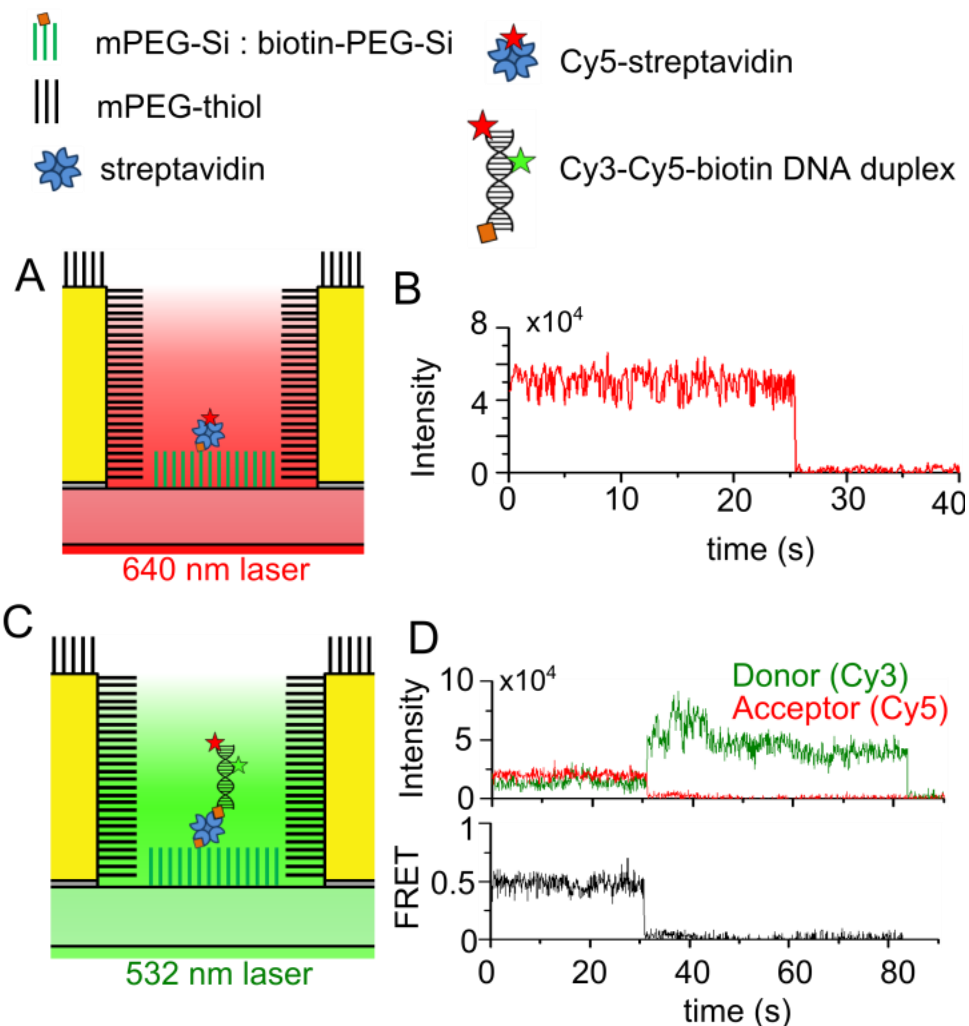 mPEG-Si : biotin-PEG-Si
mPEG-thiol
streptavidin
Cy5-streptavidin
Cy3-Cy5-biotin DNA duplex
A
640 nm laser
B
x10⁴
8
4
0
Intensity
0 10 20 30 40
time (s)
C
532 nm laser
D
x10⁴
Donor (Cy3)
Acceptor (Cy5)
10
5
0
Intensity
1
0.5
0
FRET
0 20 40 60 80
time (s)